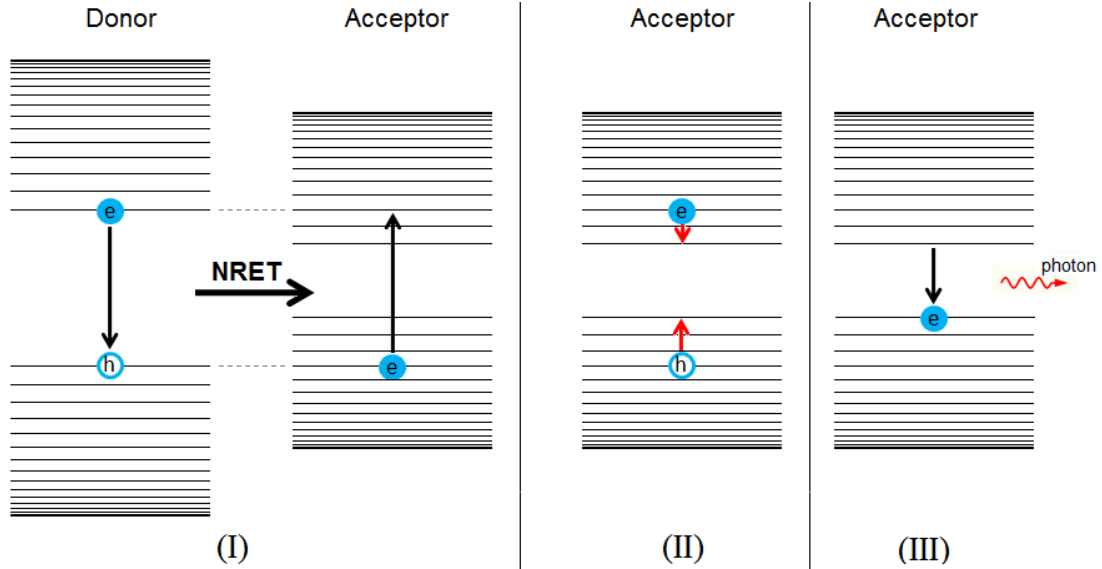 Donor
Acceptor
Acceptor
Acceptor
e
NRET
h
e
e
h
photon
e
(I)
(II)
(III)